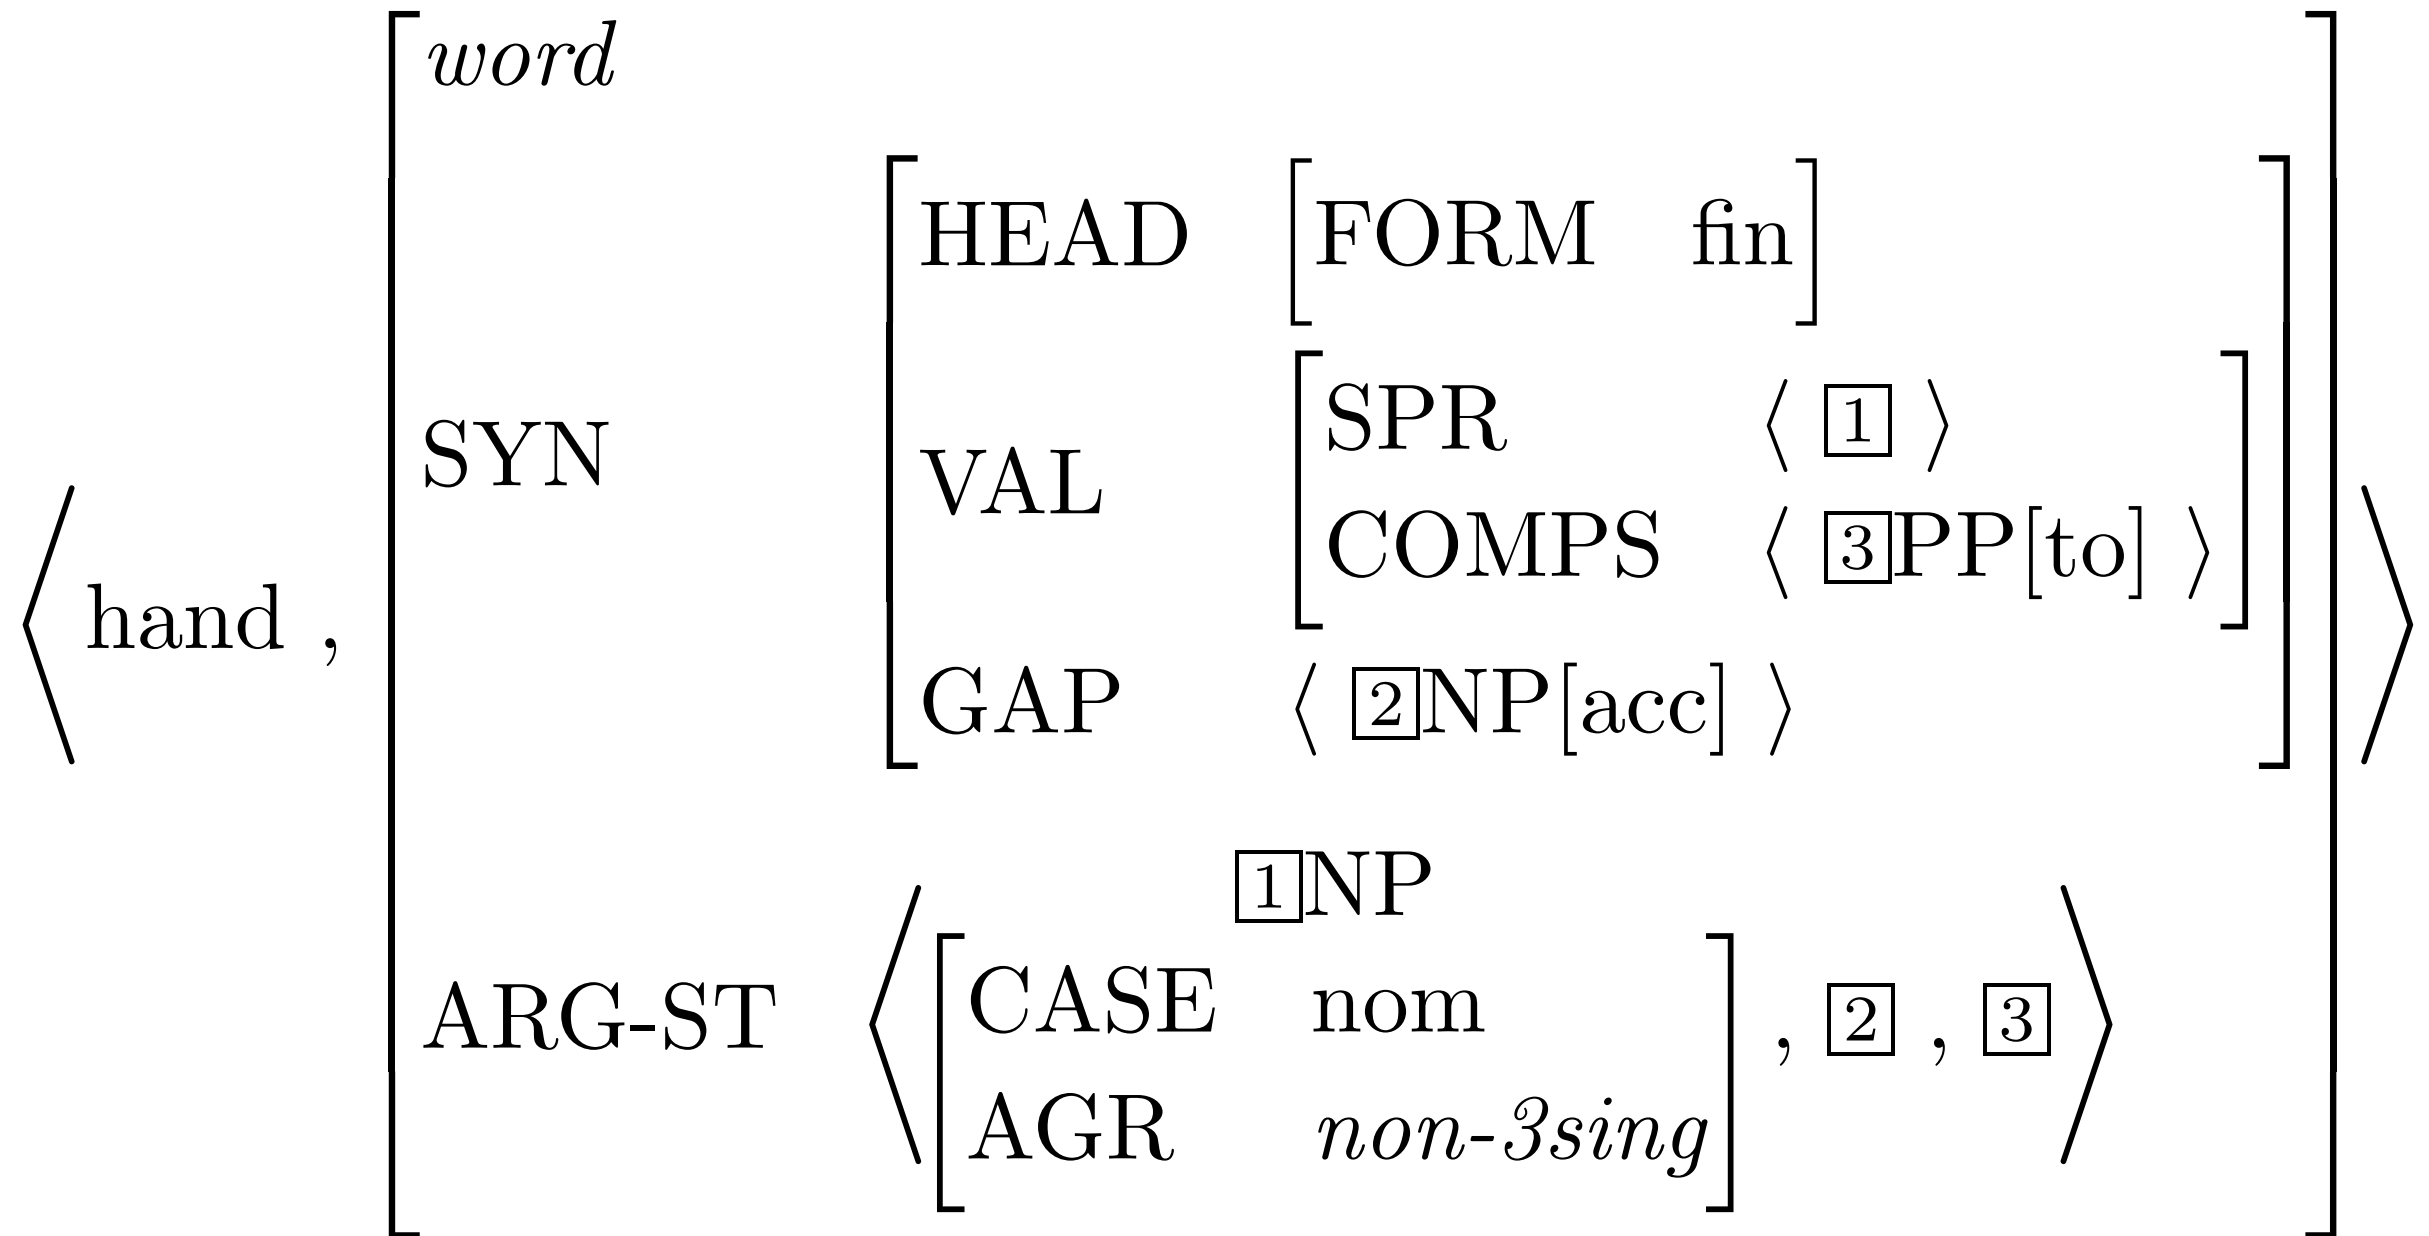 word
HEAD [FORM fin]
SPR ⟨ 1 ⟩
SYN VAL
COMPS ⟨ 3PP[to] ⟩
⟨hand ,
GAP ⟨ 2NP[acc] ⟩
1NP
CASE nom
ARG-ST ⟨ , 2 , 3⟩
AGR non-3sing